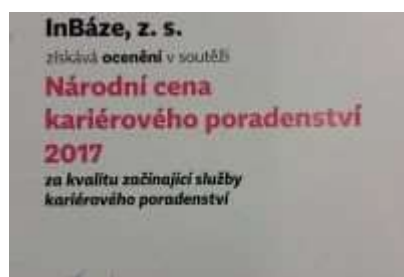 InBáze, z. s.
získává ocenění v soutěži
Národní cena
kariérového poradenství
2017
za kvalitu začínající služby
kariérového poradenství